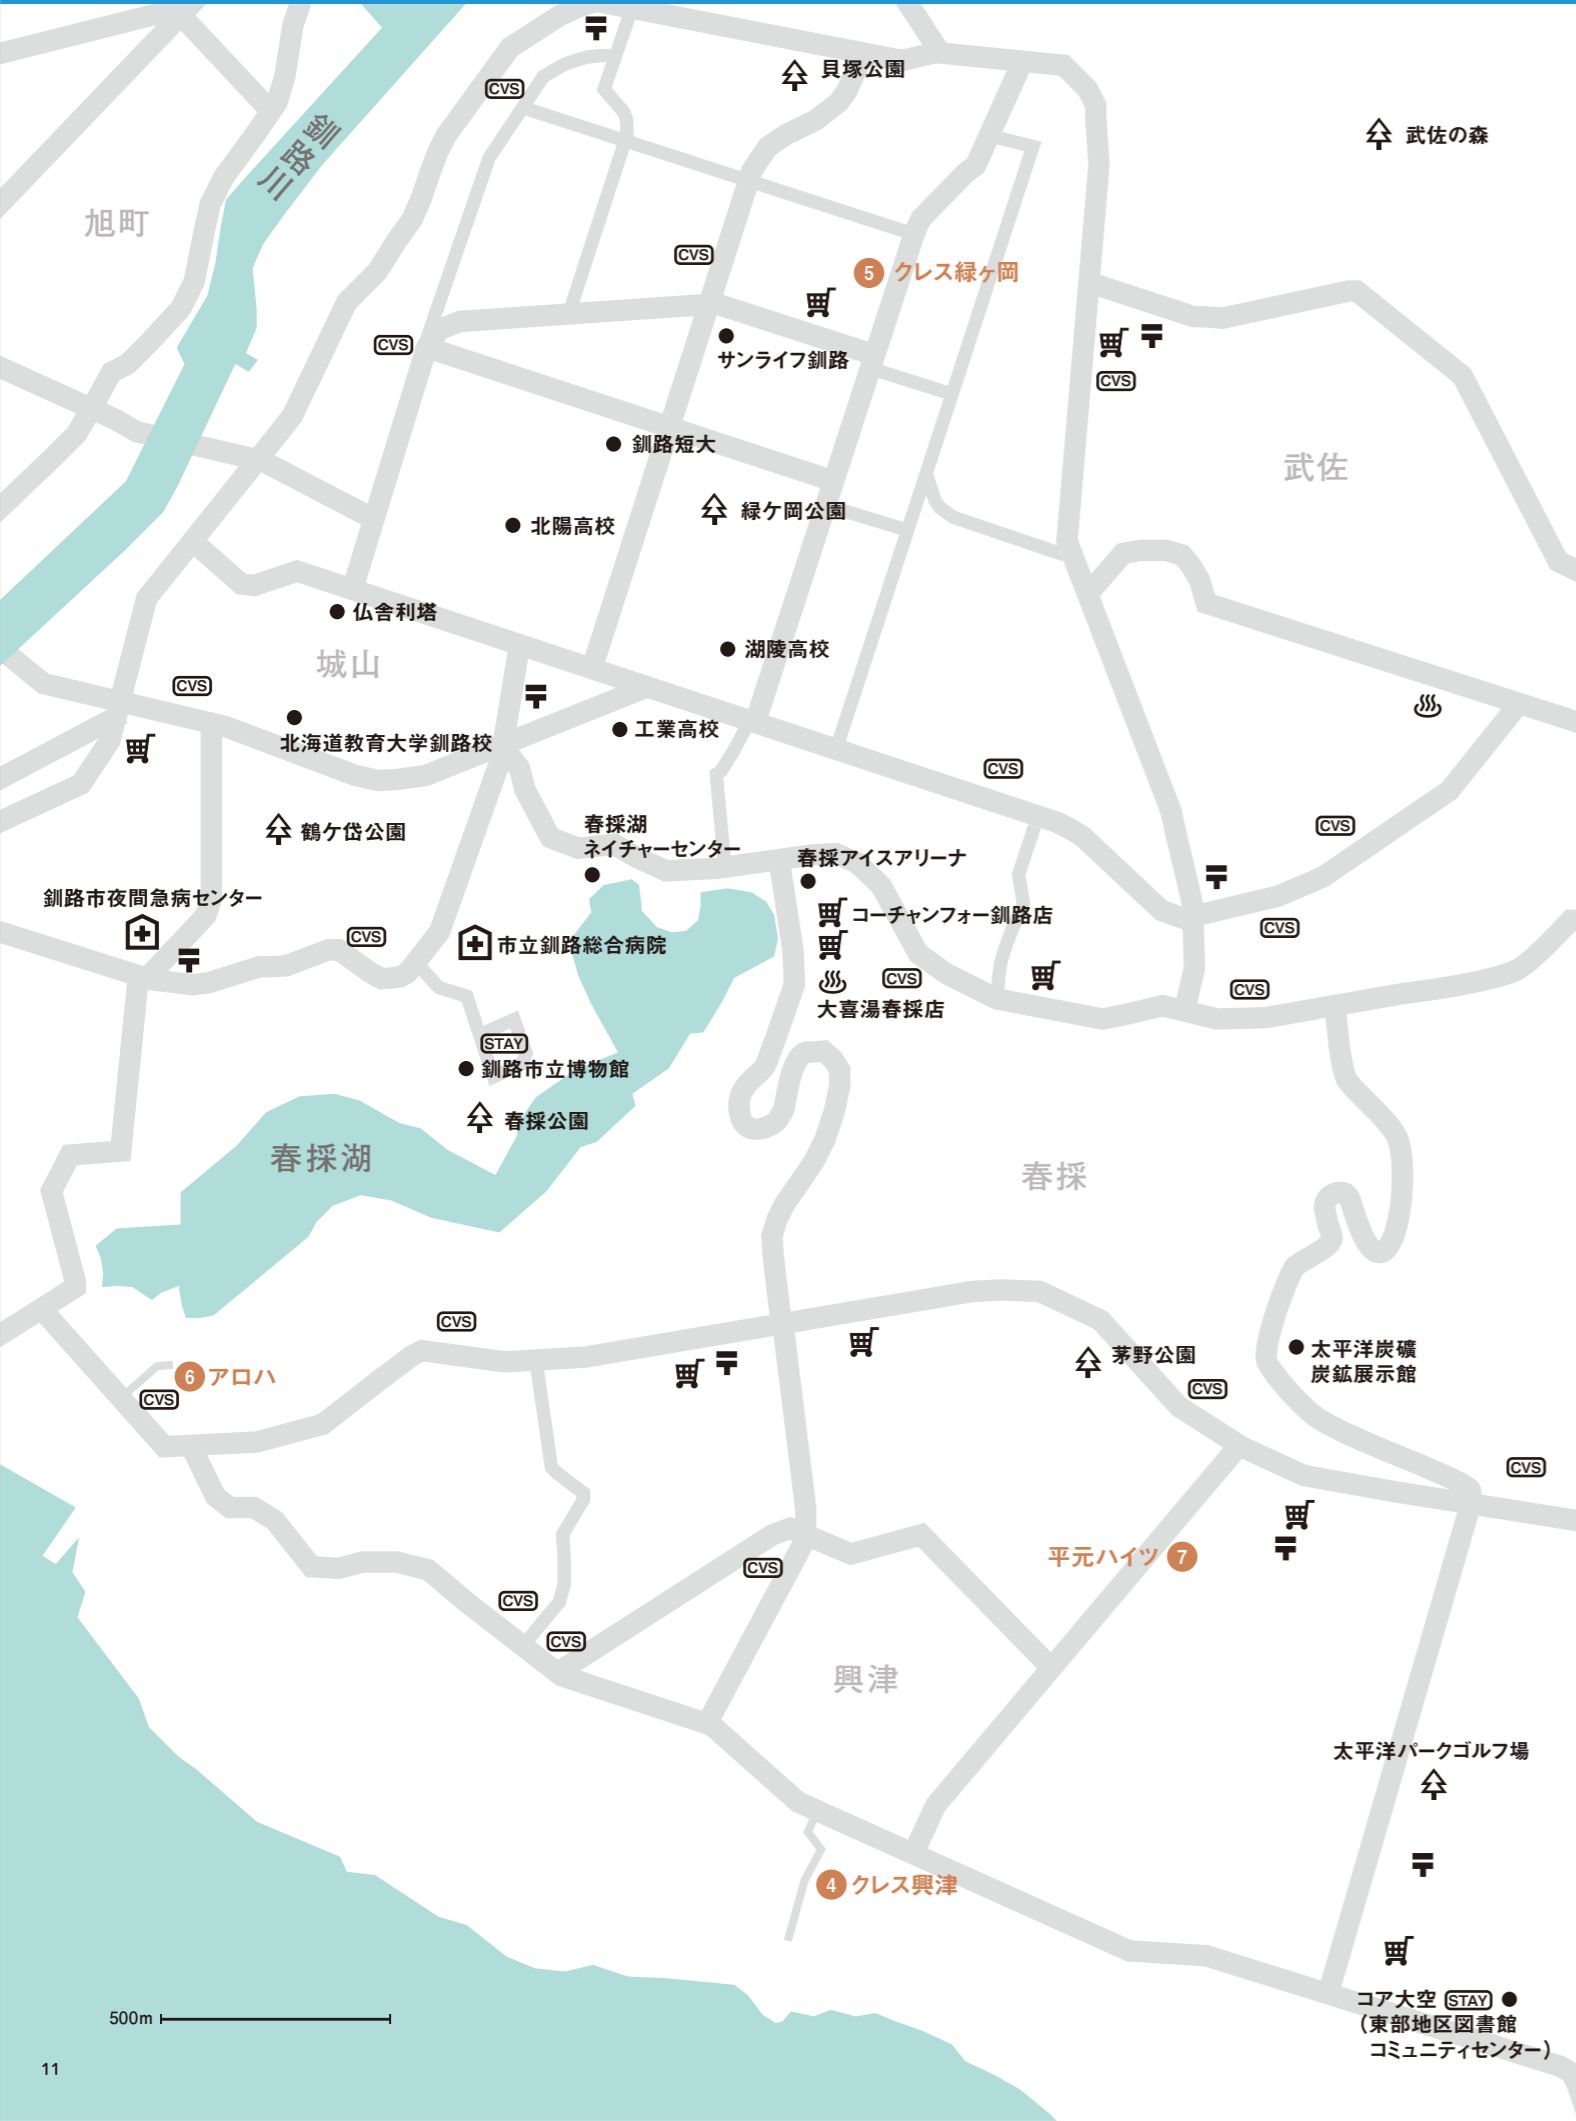 CVS
貝塚公園
釧路川
武佐の森
旭町
CVS
5 クレス緑ヶ岡
CVS
サンライフ釧路
CVS
釧路短大
武佐
緑ケ岡公園
北陽高校
仏舎利塔
湖陵高校
城山
CVS
北海道教育大学釧路校
工業高校
CVS
鶴ケ岱公園
春採湖
ネイチャーセンター
CVS
春採アイスアリーナ
釧路市夜間急病センター
コーチャンフォー釧路店
CVS
CVS
市立釧路総合病院
CVS
CVS
大喜湯春採店
STAY
釧路市立博物館
春採公園
春採湖
春採
CVS
太平洋炭礦
炭鉱展示館
茅野公園
6 アロハ
CVS
CVS
CVS
平元ハイツ 7
CVS
CVS
CVS
興津
太平洋パークゴルフ場
4 クレス興津
コア大空 STAY
(東部地区図書館
コミュニティセンター)
500m
11